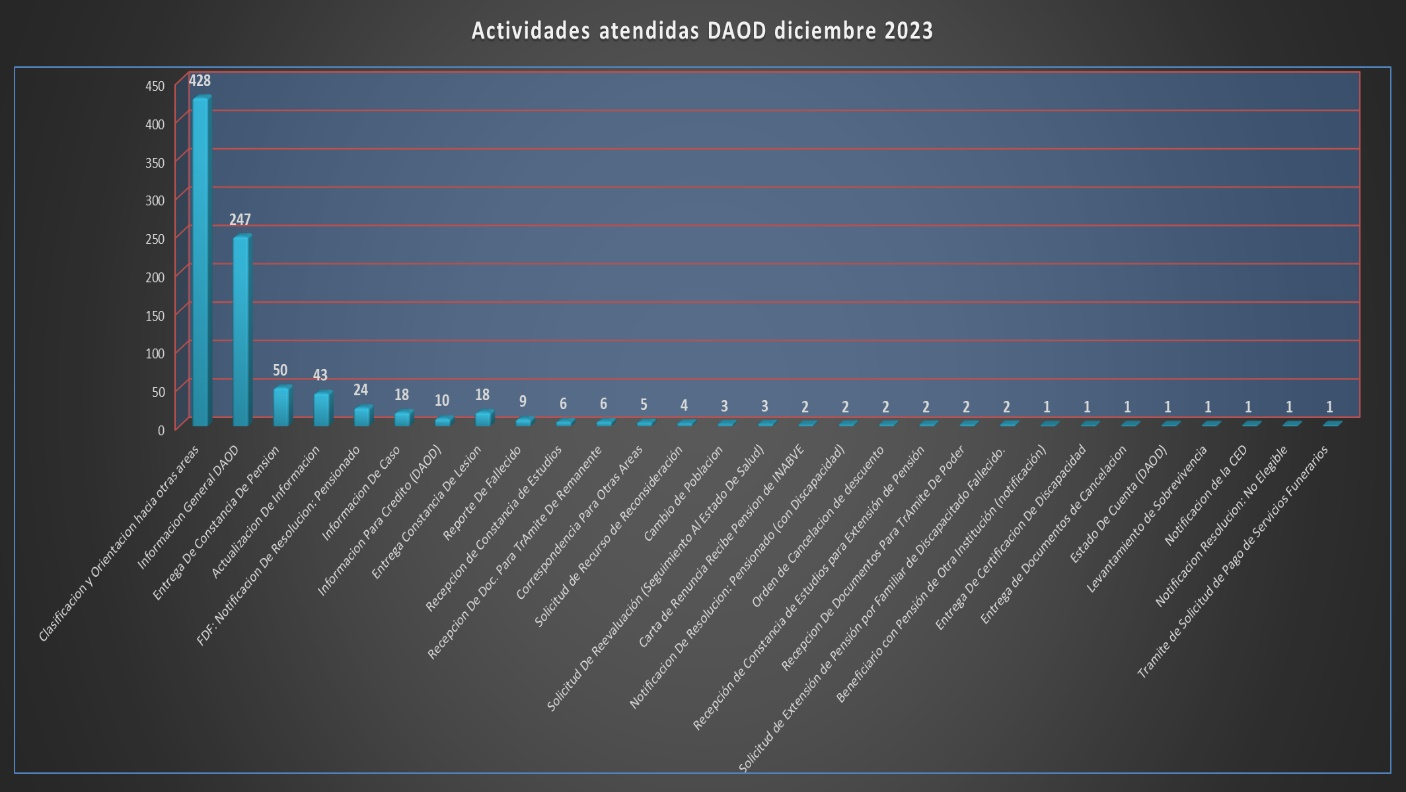 Actividades atendidas DAOD diciembre 2023
450
400
350
300
250
200
150
100
50
0
428
247
50
43
24
18
10
18
9
6
6
5
4
3
3
2
2
2
2
2
2
1
1
1
1
1
1
1
1
Clasificacion y Orientacion hacia otras areas
Informacion General DAOD
Entrega De Constancia De Pension
Actualizacion De Informacion
FDF: Notificacion De Resolucion: Pensionado
Informacion De Caso
Informacion Para Credito (DAOD)
Entrega Constancia De Lesion
Reporte De Fallecido
Recepcion de Constancia de Estudios
Recepcion De Doc. Para TrAmite De Remanente
Correspondencia Para Otras Areas
Solicitud de Recurso de Reconsideración
Cambio de Poblacion
Solicitud De Reevaluación (Seguimiento Al Estado De Salud)
Carta de Renuncia Recibe Pension de INABVE
Notificacion De Resolucion: Pensionado (con Discapacidad)
Orden de Cancelacion de descuento
Recepción de Constancia de Estudios para Extensión de Pensión
Recepcion De Documentos Para TrAmite De Poder
Solicitud de Extensión de Pensión por Familiar de Discapacitado Fallecido.
Beneficiario con Pensión de Otra Institución (notificación)
Entrega De Certificacion De Discapacidad
Entrega de Documentos de Cancelacion
Estado De Cuenta (DAOD)
Levantamiento de Sobrevivencia
Notificacion de la CED
Notificacion Resolucion: No Elegible
Tramite de Solicitud de Pago de Servicios Funerarios